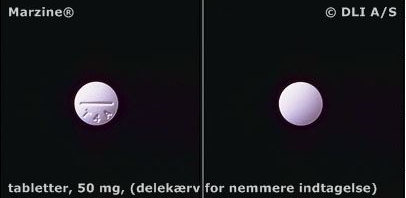 Marzine® © DLI A/S
tabletter, 50 mg, (delekærv for nemmere indtagelse)